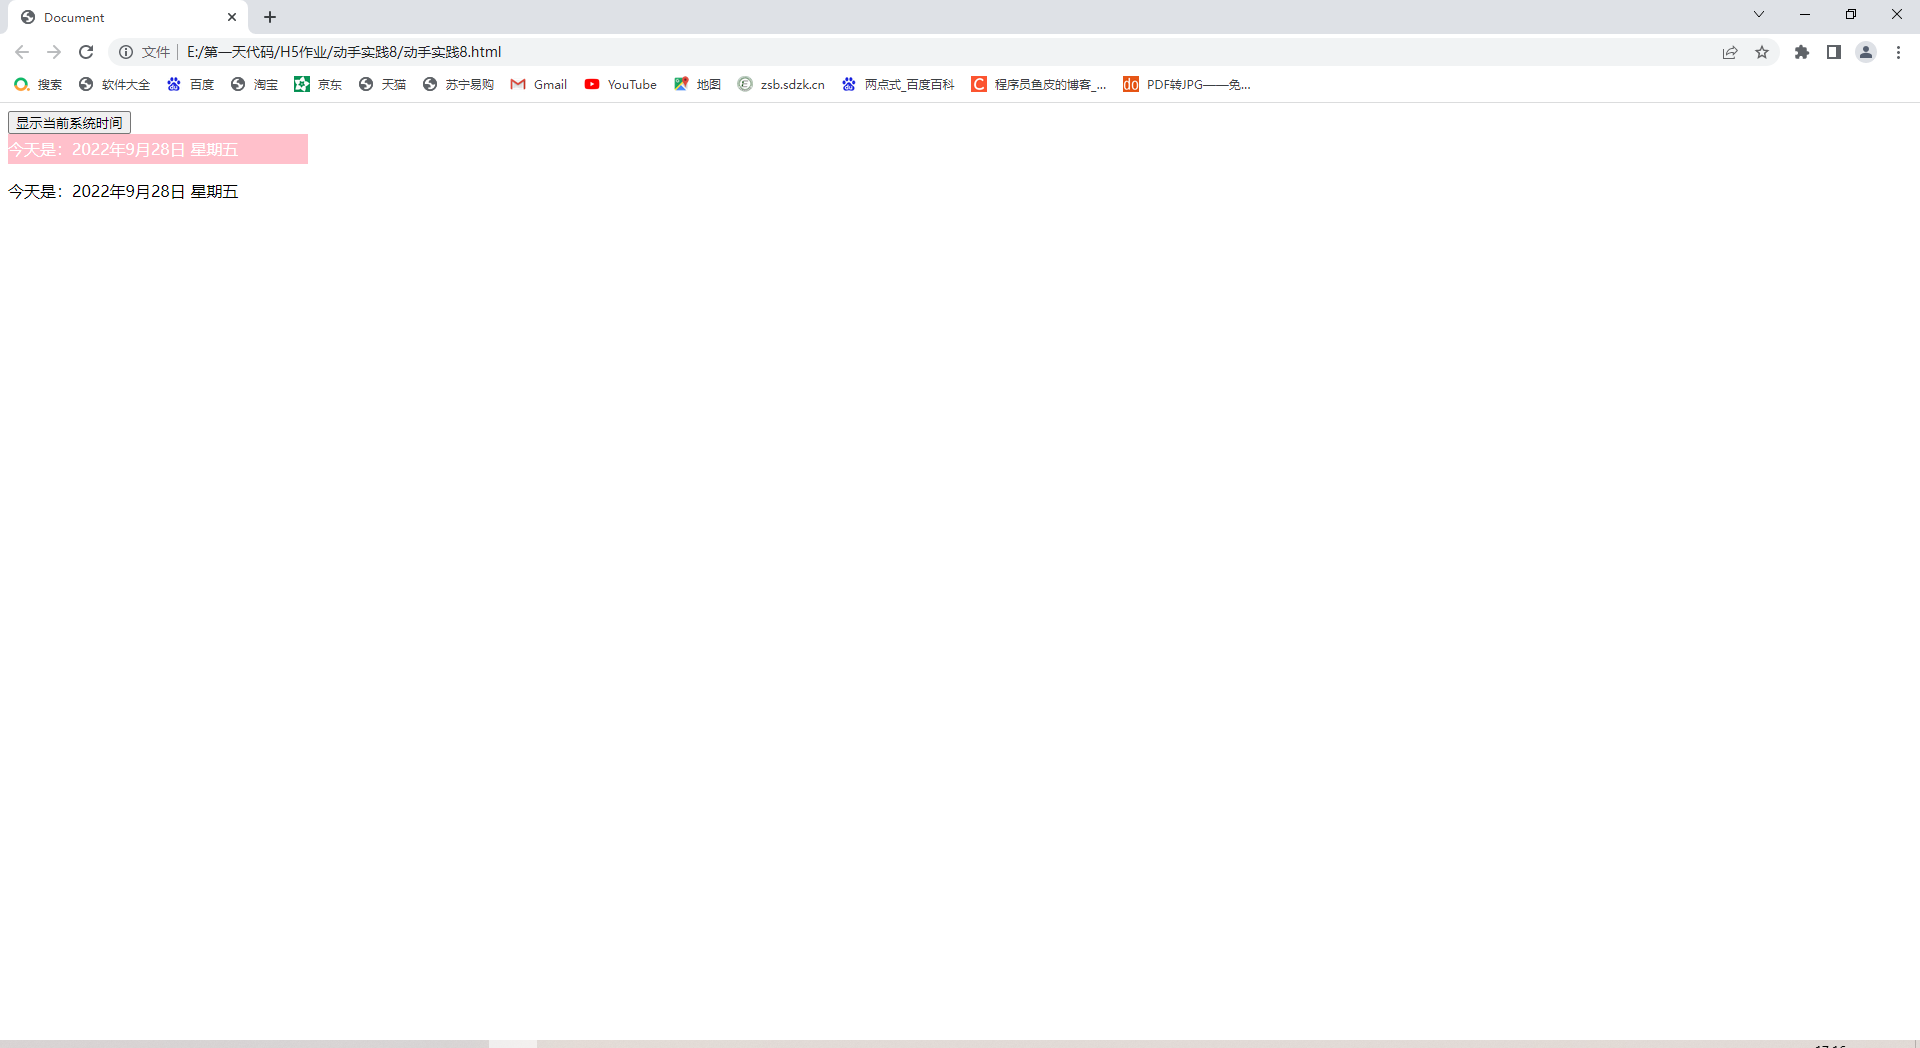 Document
文件 E:/第一天代码/H5作业/动手实践8/动手实践8.html
搜索 软件大全 百度 淘宝 京东 天猫 苏宁易购 Gmail YouTube 地图 zsb.sdzk.cn 两点式_百度百科 程序员鱼皮的博客_... PDF转JPG——免...
显示当前系统时间
今天是：2022年9月28日 星期五
今天是：2022年9月28日 星期五